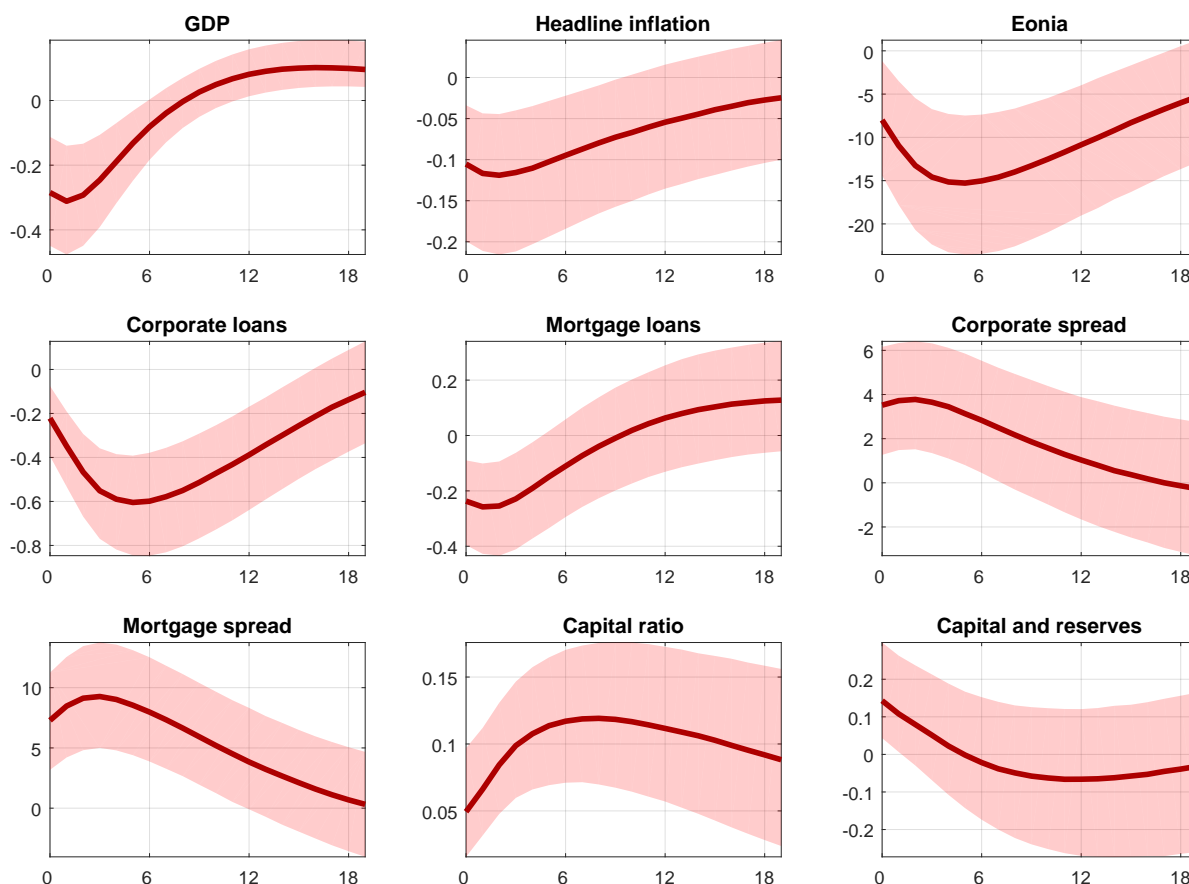 GDP
0
-0.2
-0.4
0 6 12 18
Headline inflation
0
-0.05
-0.1
-0.15
-0.2
0 6 12 18
Eonia
0
-5
-10
-15
-20
0 6 12 18
Corporate loans
0
-0.2
-0.4
-0.6
-0.8
0 6 12 18
Mortgage loans
0.2
0
-0.2
-0.4
0 6 12 18
Corporate spread
6
4
2
0
-2
0 6 12 18
Mortgage spread
10
5
0
0 6 12 18
Capital ratio
0.15
0.1
0.05
0 6 12 18
Capital and reserves
0.2
0.1
0
-0.1
-0.2
0 6 12 18